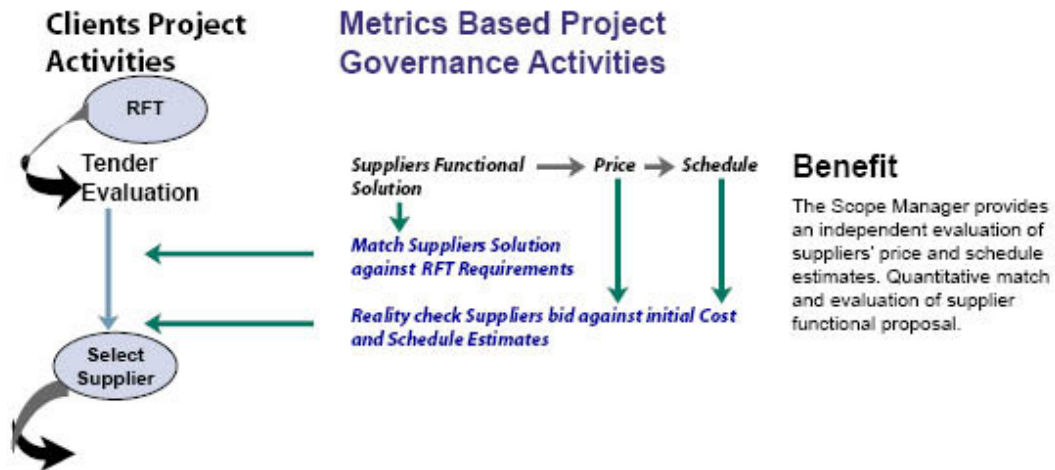 Clients Project
Activities
Metrics Based Project
Governance Activities
RFT
Tender
Evaluation
Suppliers Functional
Solution
Price
Schedule
Match Suppliers Solution
against RFT Requirements
Reality check Suppliers bid against initial Cost
and Schedule Estimates
Select
Supplier
Benefit
The Scope Manager provides
an independent evaluation of
suppliers' price and schedule
estimates. Quantitative match
and evaluation of supplier
functional proposal.